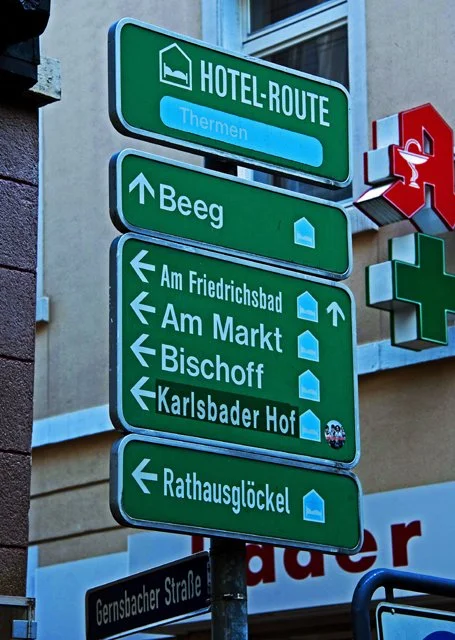 HOTEL-ROUTE
Thermen
Beeg
Am Friedrichsbad
Am Markt
Bischoff
Karlsbader Hof
Rathausglöckel
Gernsbacher Straße